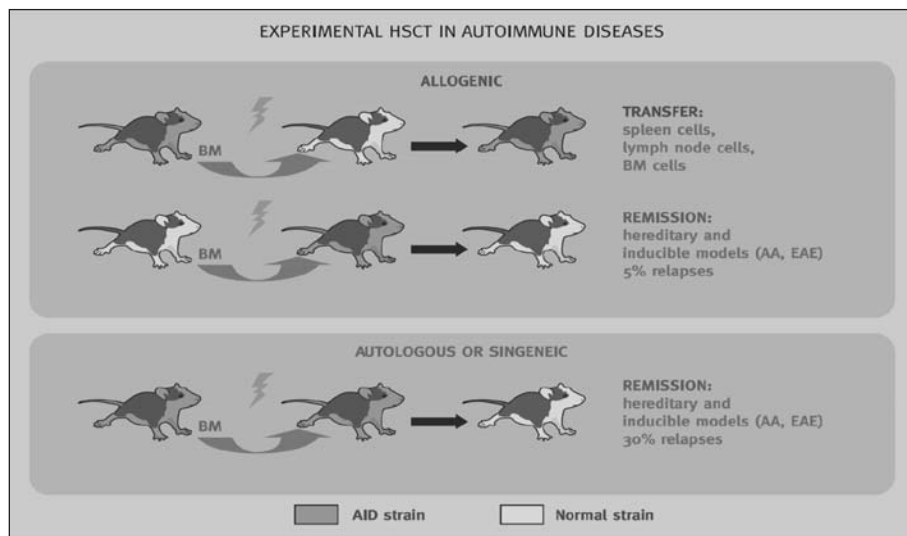 EXPERIMENTAL HSCT IN AUTOIMMUNE DISEASES
ALLOGENIC
BM
TRANSFER:
spleen cells,
lymph node cells,
BM cells
BM
REMISSION:
hereditary and
inducible models (AA, EAE)
5% relapses
AUTOLOGOUS OR SINGENEIC
BM
REMISSION:
hereditary and
inducible models (AA, EAE)
30% relapses
AID strain
Normal strain